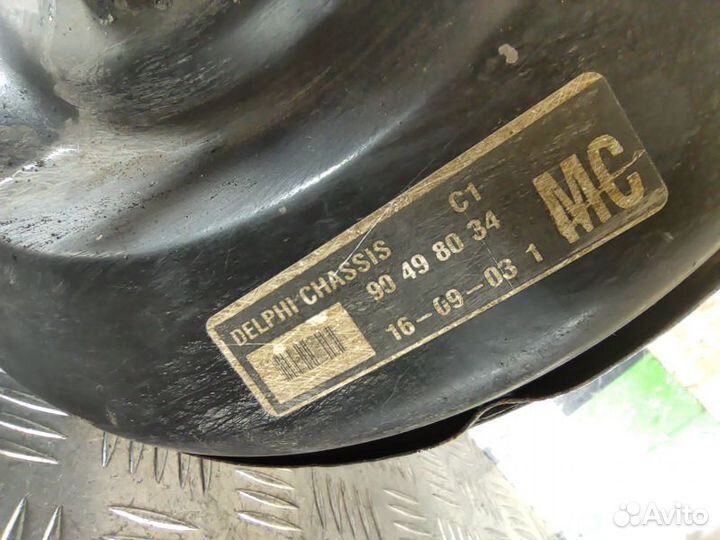 DELPHI CHASSIS C1
90 49 80 34
16-09-03 1
MC
Avito